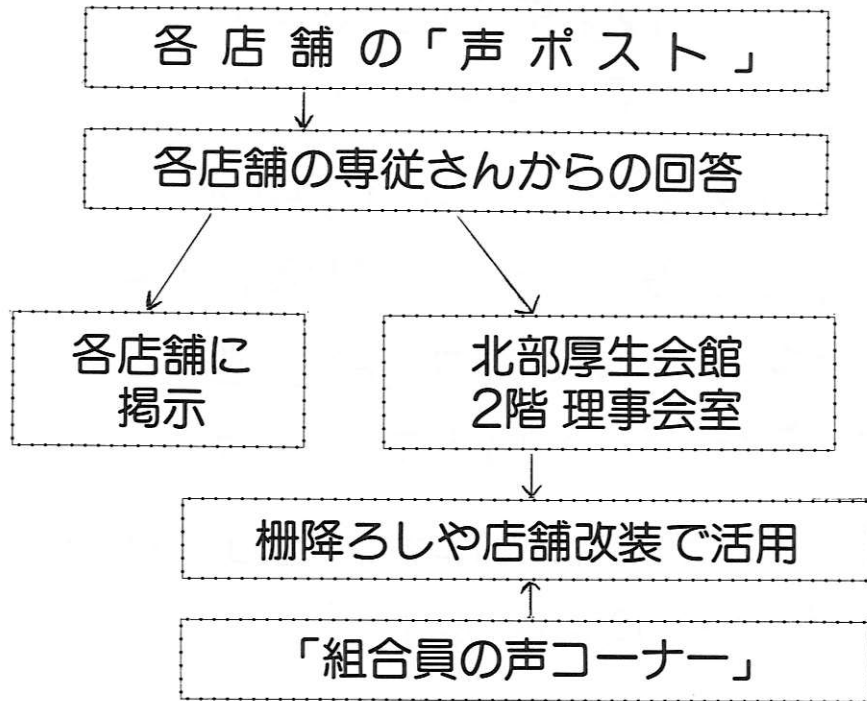 各店舗の「声ポスト」
各店舗の専従さんからの回答
各店舗に
掲示
北部厚生会館
2階 理事会室
棚降ろしや店舗改装で活用
「組合員の声コーナー」